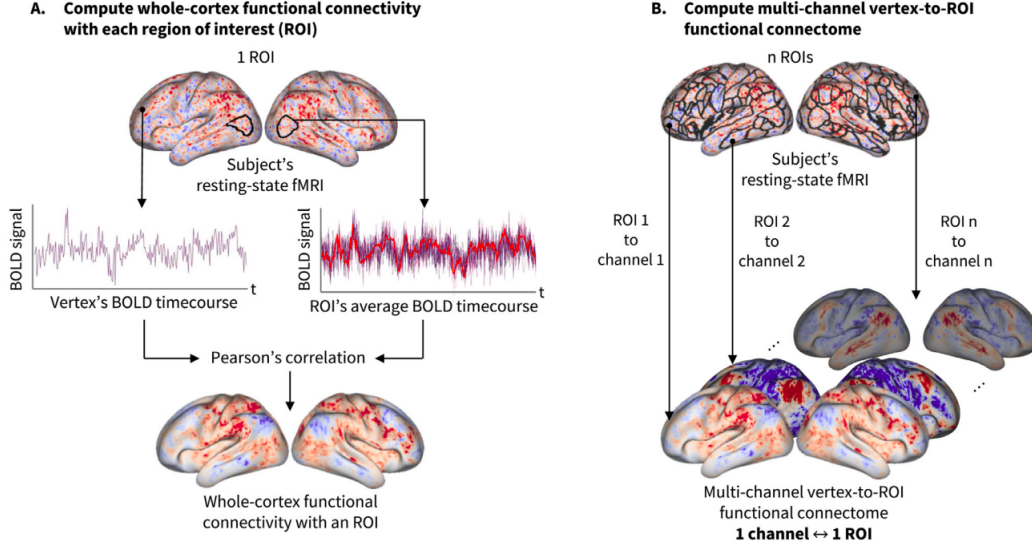 A. Compute whole-cortex functional connectivity
with each region of interest (ROI)
1 ROI
Subject's
resting-state fMRI
BOLD signal
t
Vertex's BOLD timecourse
BOLD signal
t
ROI's average BOLD timecourse
Pearson's correlation
Whole-cortex functional
connectivity with an ROI
B. Compute multi-channel vertex-to-ROI
functional connectome
n ROIs
Subject's
resting-state fMRI
ROI 1
to
channel 1
ROI 2
to
channel 2
ROI n
to
channel n
...
...
Multi-channel vertex-to-ROI
functional connectome
1 channel ↔ 1 ROI